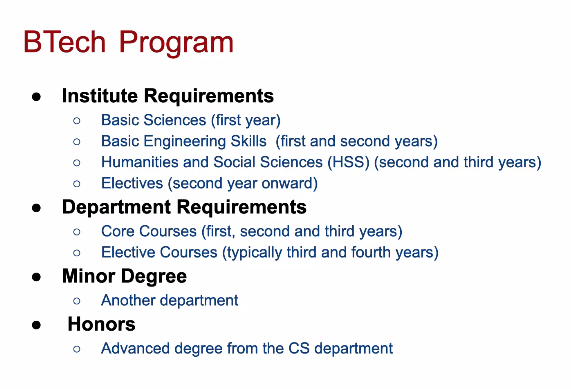 BTech Program
● Institute Requirements
○ Basic Sciences (first year)
○ Basic Engineering Skills (first and second years)
○ Humanities and Social Sciences (HSS) (second and third years)
○ Electives (second year onward)
● Department Requirements
○ Core Courses (first, second and third years)
○ Elective Courses (typically third and fourth years)
● Minor Degree
○ Another department
● Honors
○ Advanced degree from the CS department